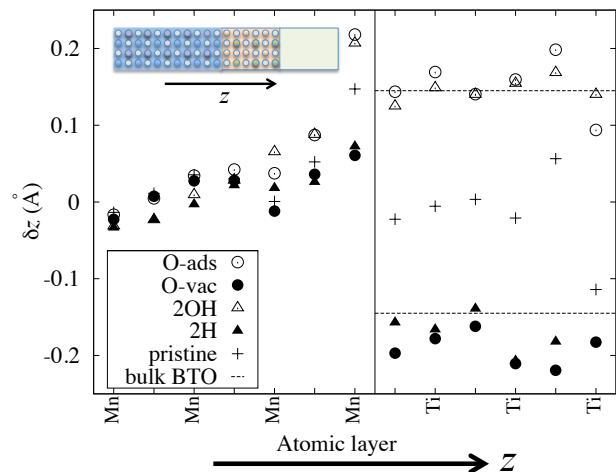 z
0.2
0.1
0
-0.1
-0.2
δz (Å)
O-ads
O-vac
2OH
2H
pristine
bulk BTO
Mn Mn Mn Mn Ti Ti Ti
Atomic layer
z